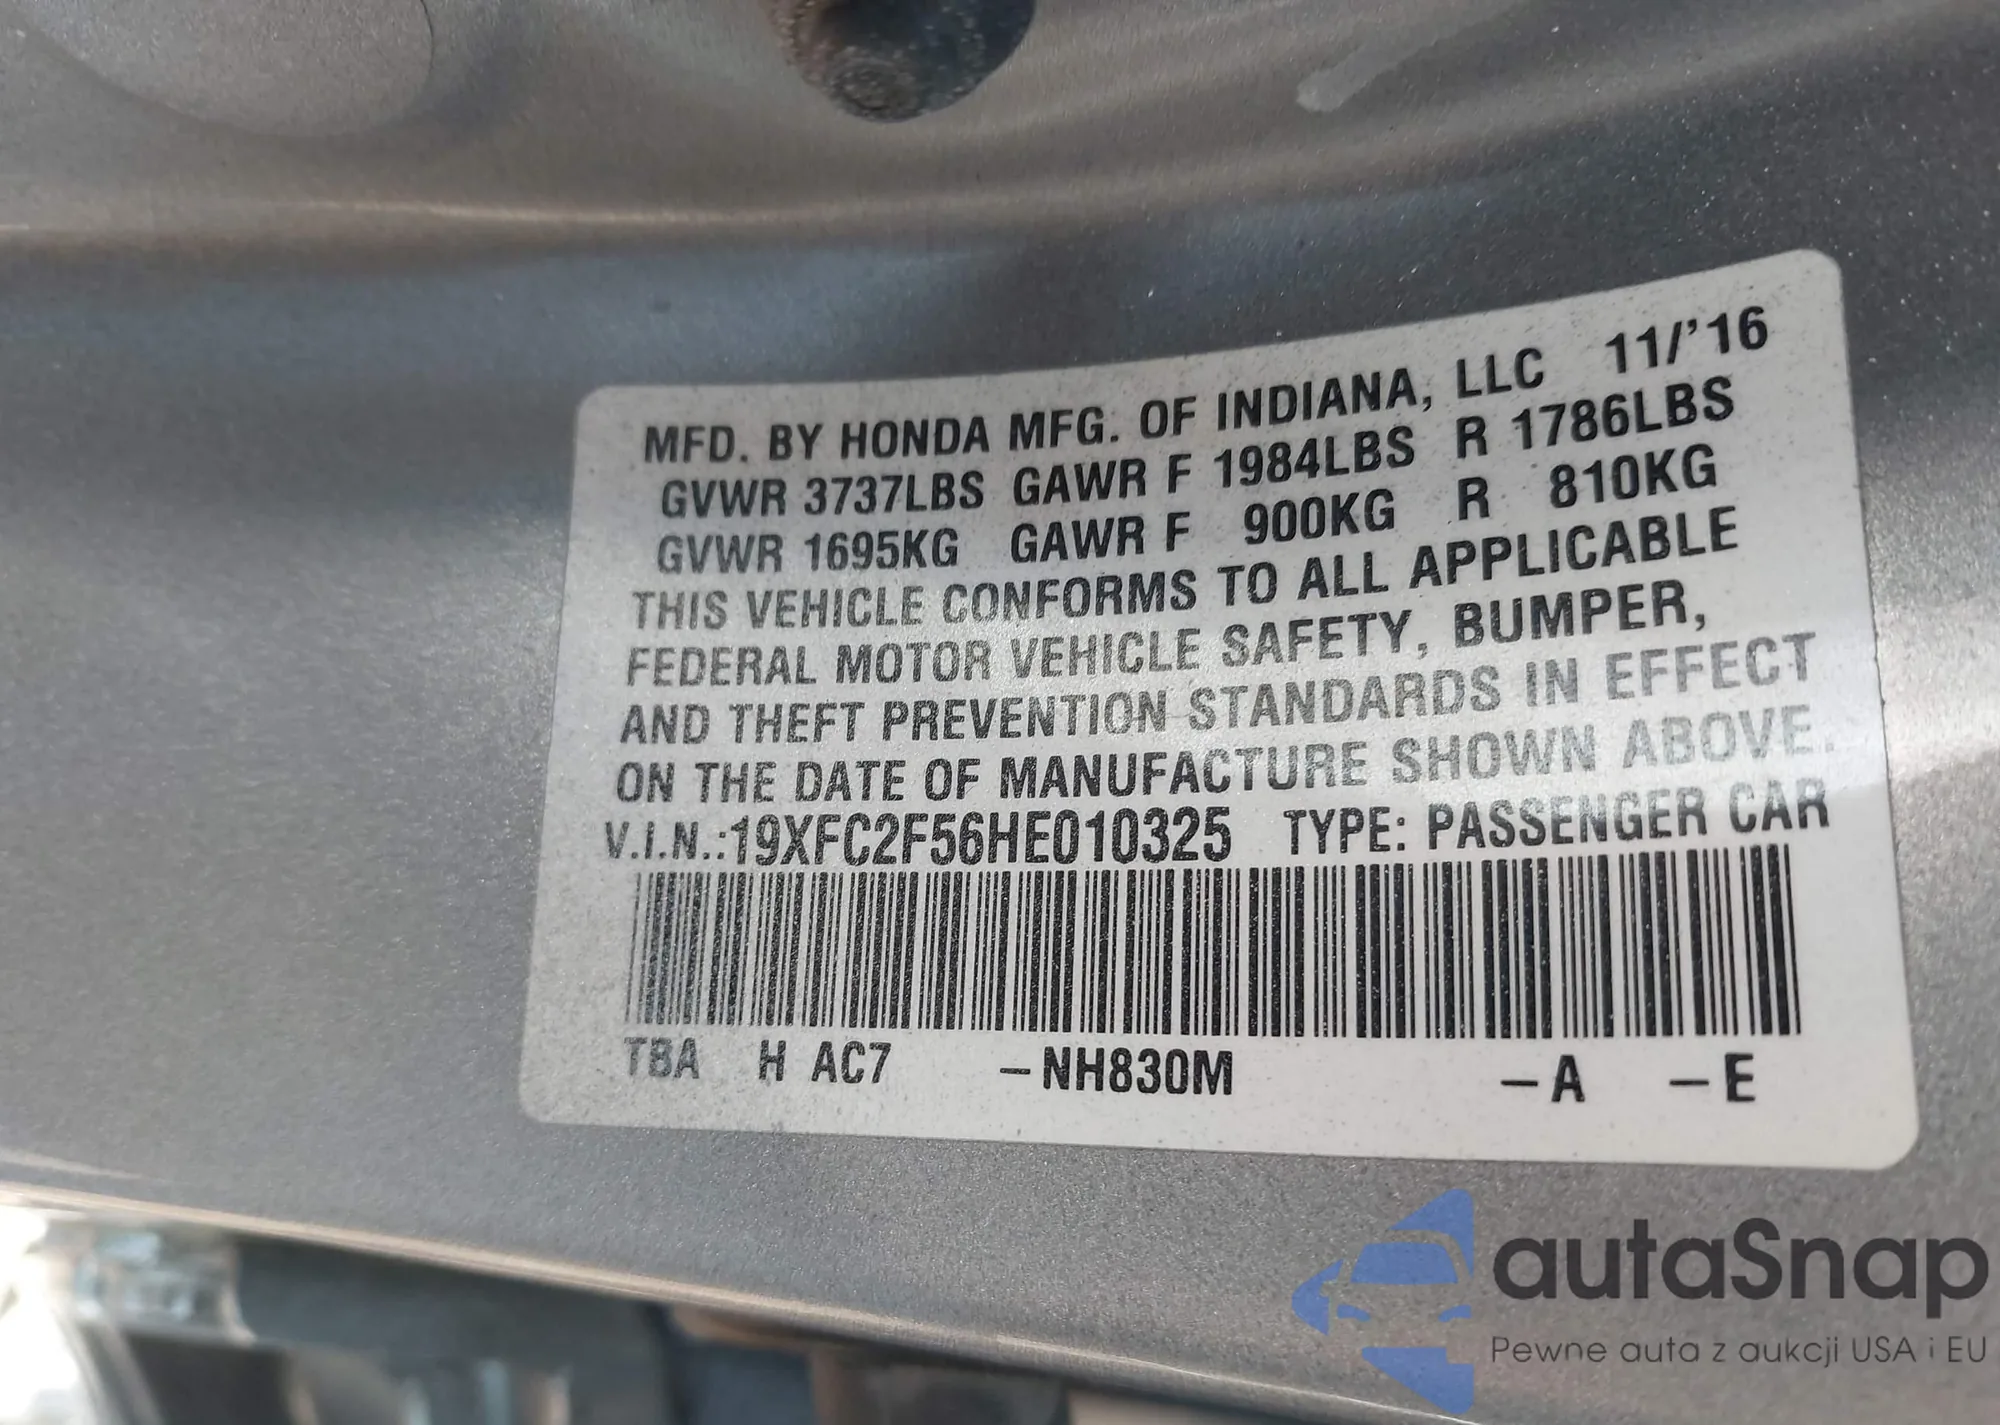 MFD. BY HONDA MFG. OF INDIANA, LLC 11/'16
GVWR 3737LBS GAWR F 1984LBS R 1786LBS
GVWR 1695KG GAWR F 900KG R 810KG
THIS VEHICLE CONFORMS TO ALL APPLICABLE
FEDERAL MOTOR VEHICLE SAFETY, BUMPER,
AND THEFT PREVENTION STANDARDS IN EFFECT
ON THE DATE OF MANUFACTURE SHOWN ABOVE.
V.I.N.:19XFC2F56HE010325 TYPE: PASSENGER CAR
TBA H AC7 –NH830M –A –E
autaSnap
Pewne auta z aukcji USA i EU